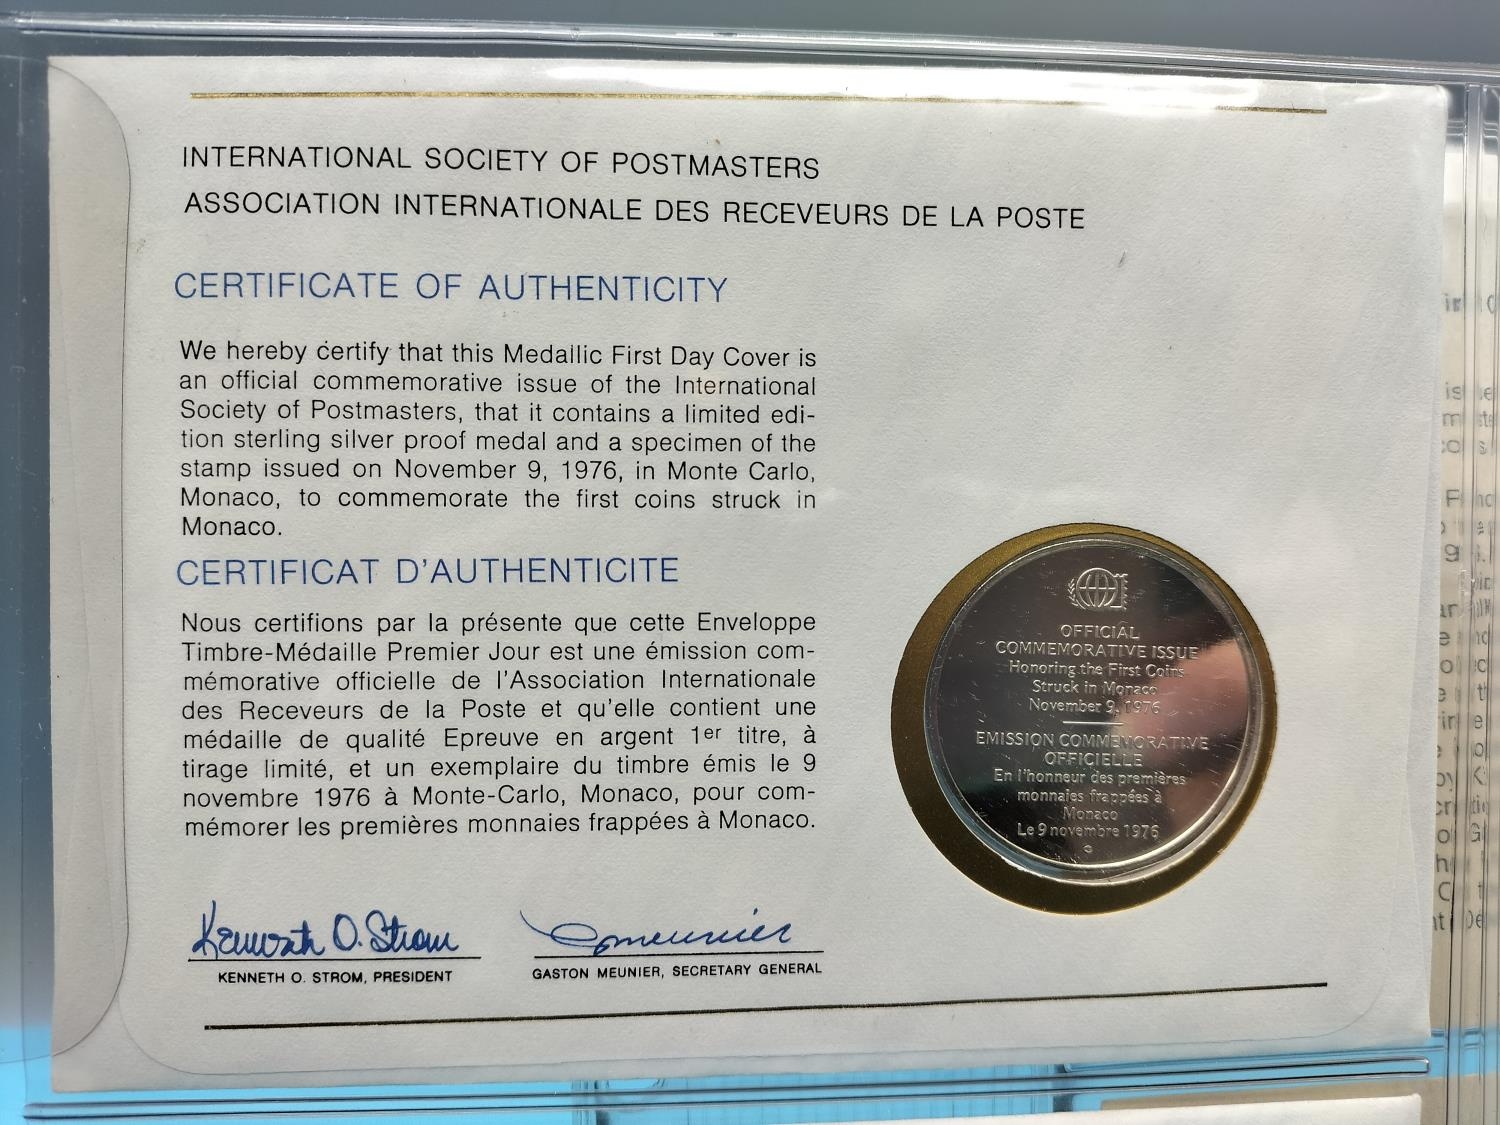 INTERNATIONAL SOCIETY OF POSTMASTERS
ASSOCIATION INTERNATIONALE DES RECEVEURS DE LA POSTE
CERTIFICATE OF AUTHENTICITY
We hereby certify that this Medallic First Day Cover is
an official commemorative issue of the International
Society of Postmasters, that it contains a limited edi-
tion sterling silver proof medal and a specimen of the
stamp issued on November 9, 1976, in Monte Carlo,
Monaco, to commemorate the first coins struck in
Monaco.
CERTIFICAT D'AUTHENTICITE
Nous certifions par la présente que cette Enveloppe
Timbre-Médaille Premier Jour est une émission com-
mémorative officielle de l'Association Internationale
des Receveurs de la Poste et qu'elle contient une
médaille de qualité Epreuve en argent 1er titre, à
tirage limité, et un exemplaire du timbre émis le 9
novembre 1976 à Monte-Carlo, Monaco, pour com-
mémorer les premières monnaies frappées à Monaco.
Kenneth O. Strom
KENNETH O. STROM, PRESIDENT
GMeunier
GASTON MEUNIER, SECRETARY GENERAL
OFFICIAL
COMMEMORATIVE ISSUE
Honoring the First Coins
Struck in Monaco
November 9, 1976
EMISSION COMMEMORATIVE
OFFICIELLE
En l'honneur des premières
monnaies frappées à
Monaco
Le 9 novembre 1976